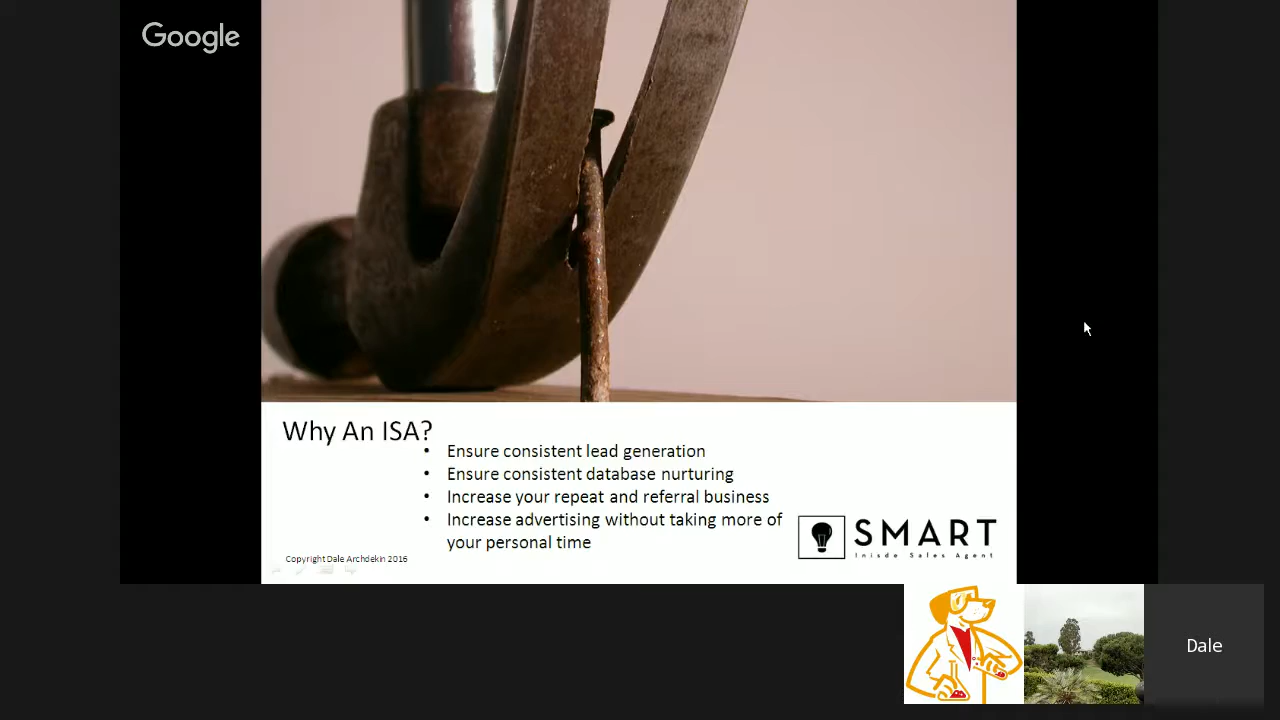 Google
Why An ISA?
• Ensure consistent lead generation
• Ensure consistent database nurturing
• Increase your repeat and referral business
• Increase advertising without taking more of
your personal time
SMART
Inisde Sales Agent
Copyright Dale Archdekin 2016
Dale